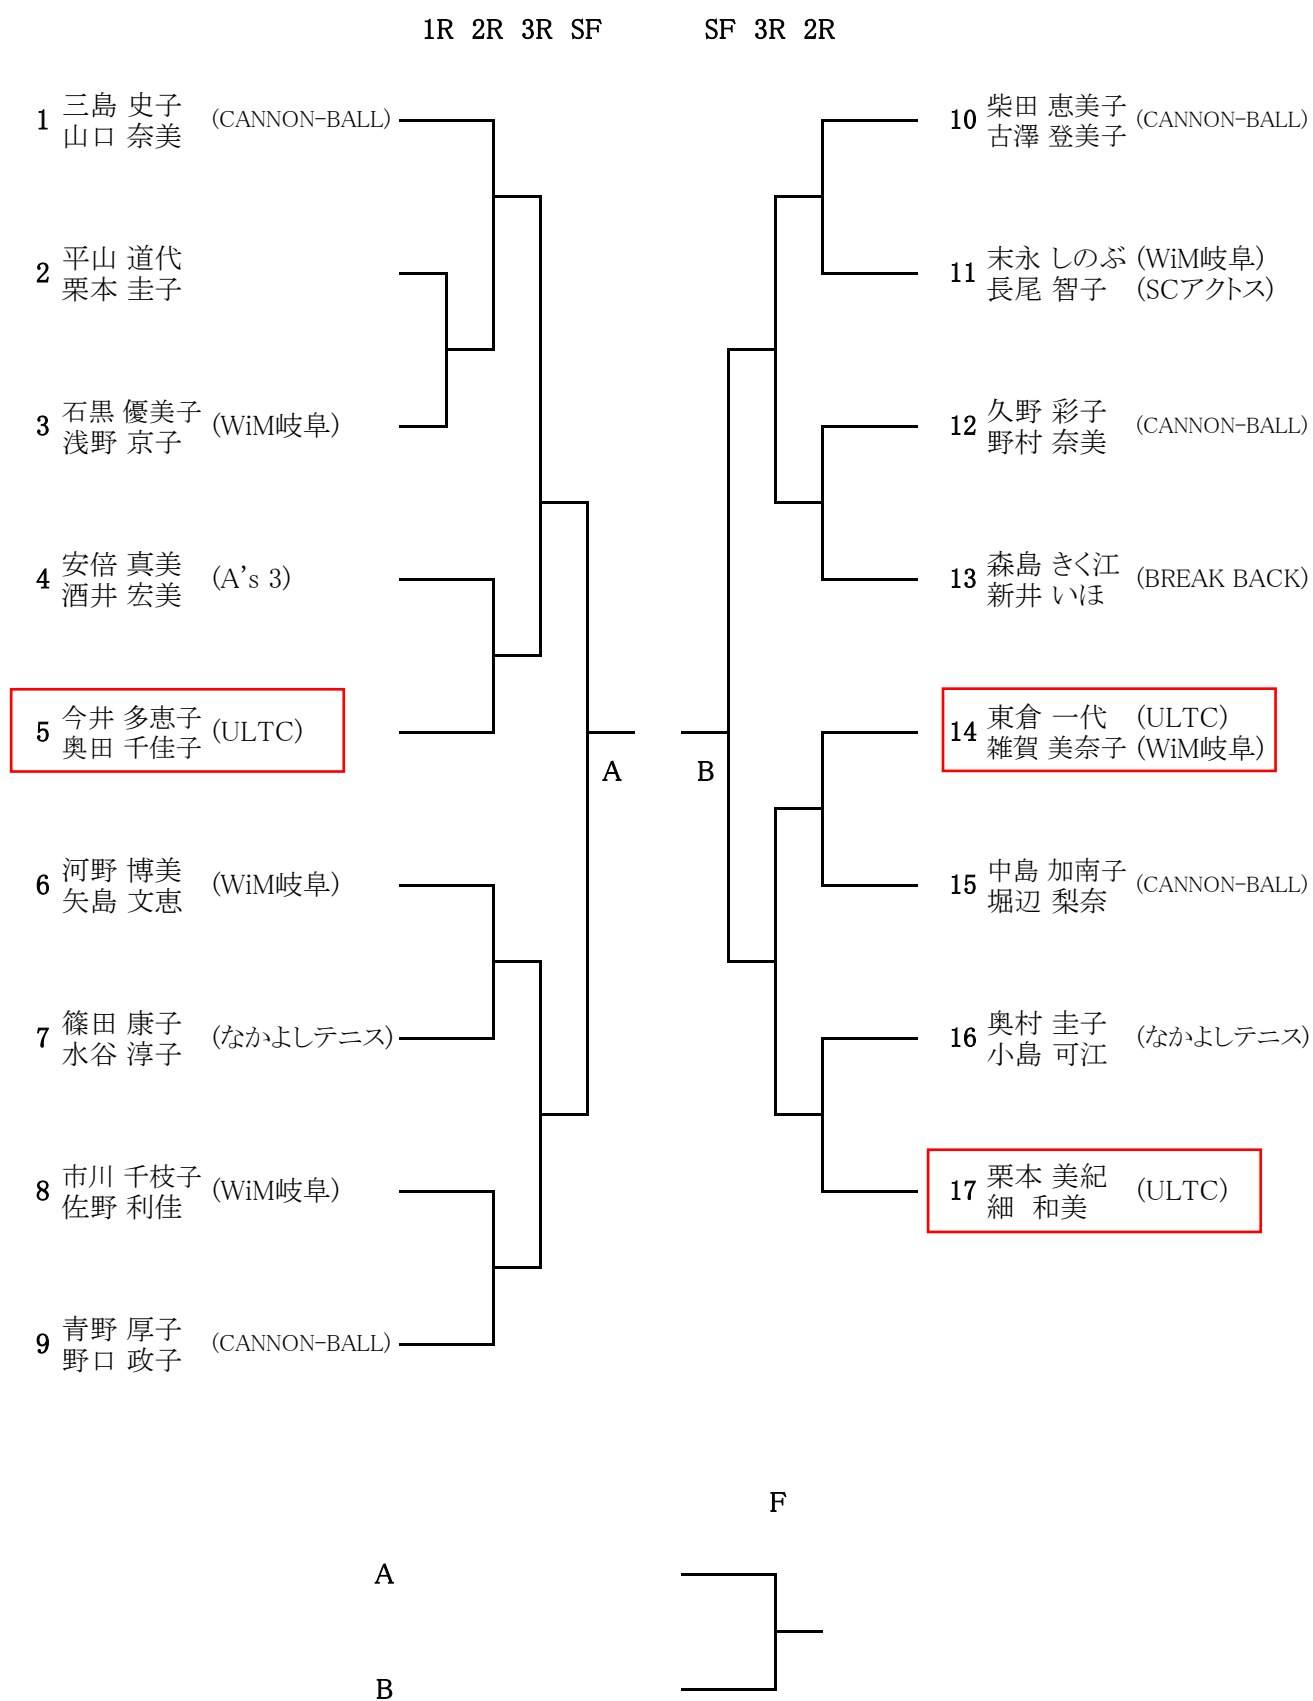 1R 2R 3R SF
SF 3R 2R
1 三島 史子 (CANNON-BALL)
山口 奈美
2 平山 道代
栗本 圭子
3 石黒 優美子 (WiM岐阜)
浅野 京子
4 安倍 真美 (A's 3)
酒井 宏美
5 今井 多恵子 (ULTC)
奥田 千佳子
6 河野 博美 (WiM岐阜)
矢島 文恵
7 篠田 康子 (なかよしテニス)
水谷 淳子
8 市川 千枝子 (WiM岐阜)
佐野 利佳
9 青野 厚子 (CANNON-BALL)
野口 政子
A
B
10 柴田 恵美子 (CANNON-BALL)
古澤 登美子
11 末永 しのぶ (WiM岐阜)
長尾 智子 (SCアクトス)
12 久野 彩子 (CANNON-BALL)
野村 奈美
13 森島 きく江 (BREAK BACK)
新井 いほ
14 東倉 一代 (ULTC)
雑賀 美奈子 (WiM岐阜)
15 中島 加南子 (CANNON-BALL)
堀辺 梨奈
16 奥村 圭子 (なかよしテニス)
小島 可江
17 栗本 美紀 (ULTC)
細 和美
F
A
B